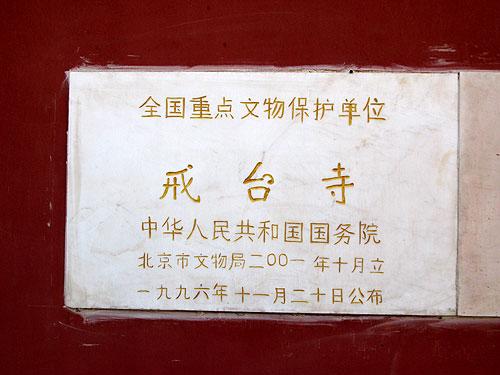 全国重点文物保护单位
戒台寺
中华人民共和国国务院
北京市文物局二00一年十月立
一九九六年十一月二十日公布